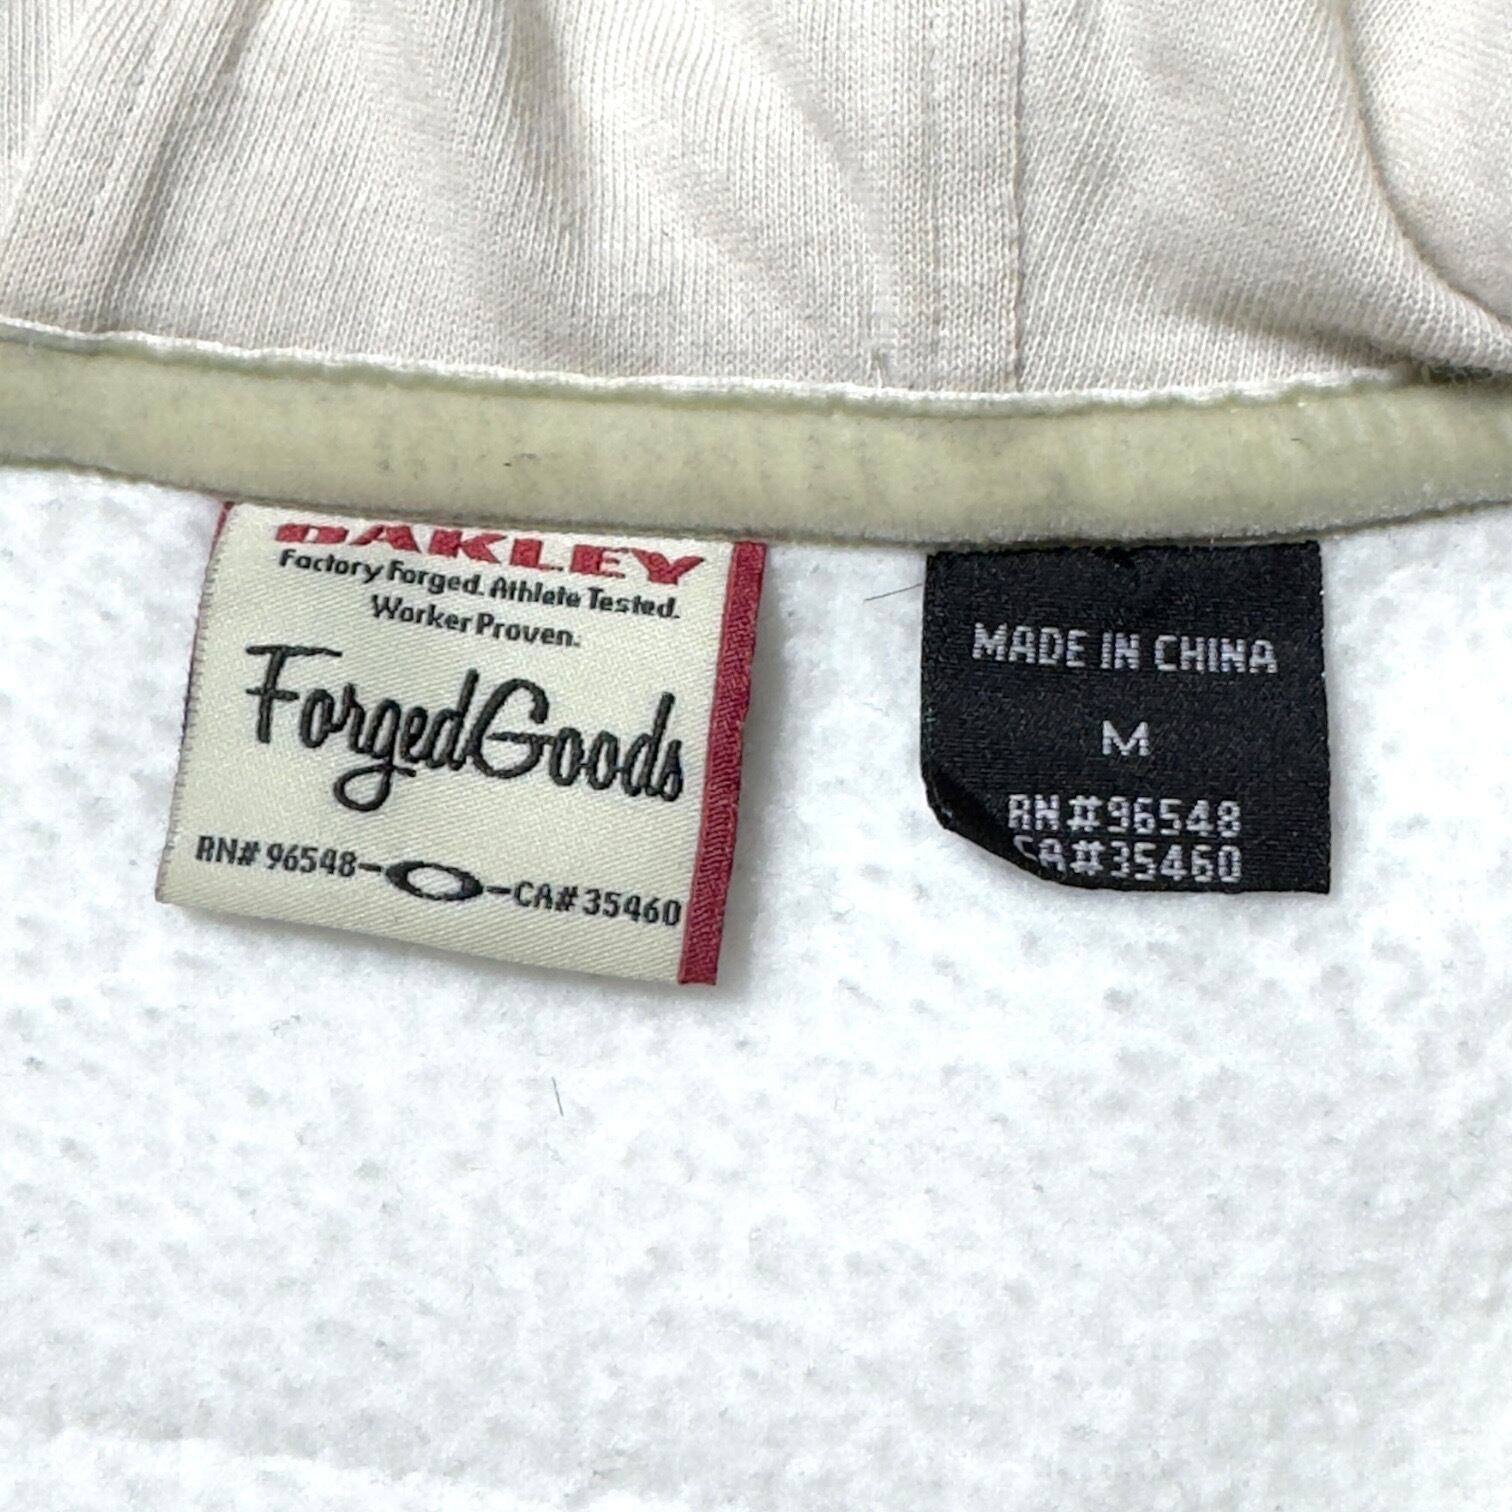 OAKLEY
Factory Forged. Athlete Tested.
Worker Proven.
ForgedGoods
RN# 96548- -CA# 35460
MADE IN CHINA
M
RN#96548
CA#35460